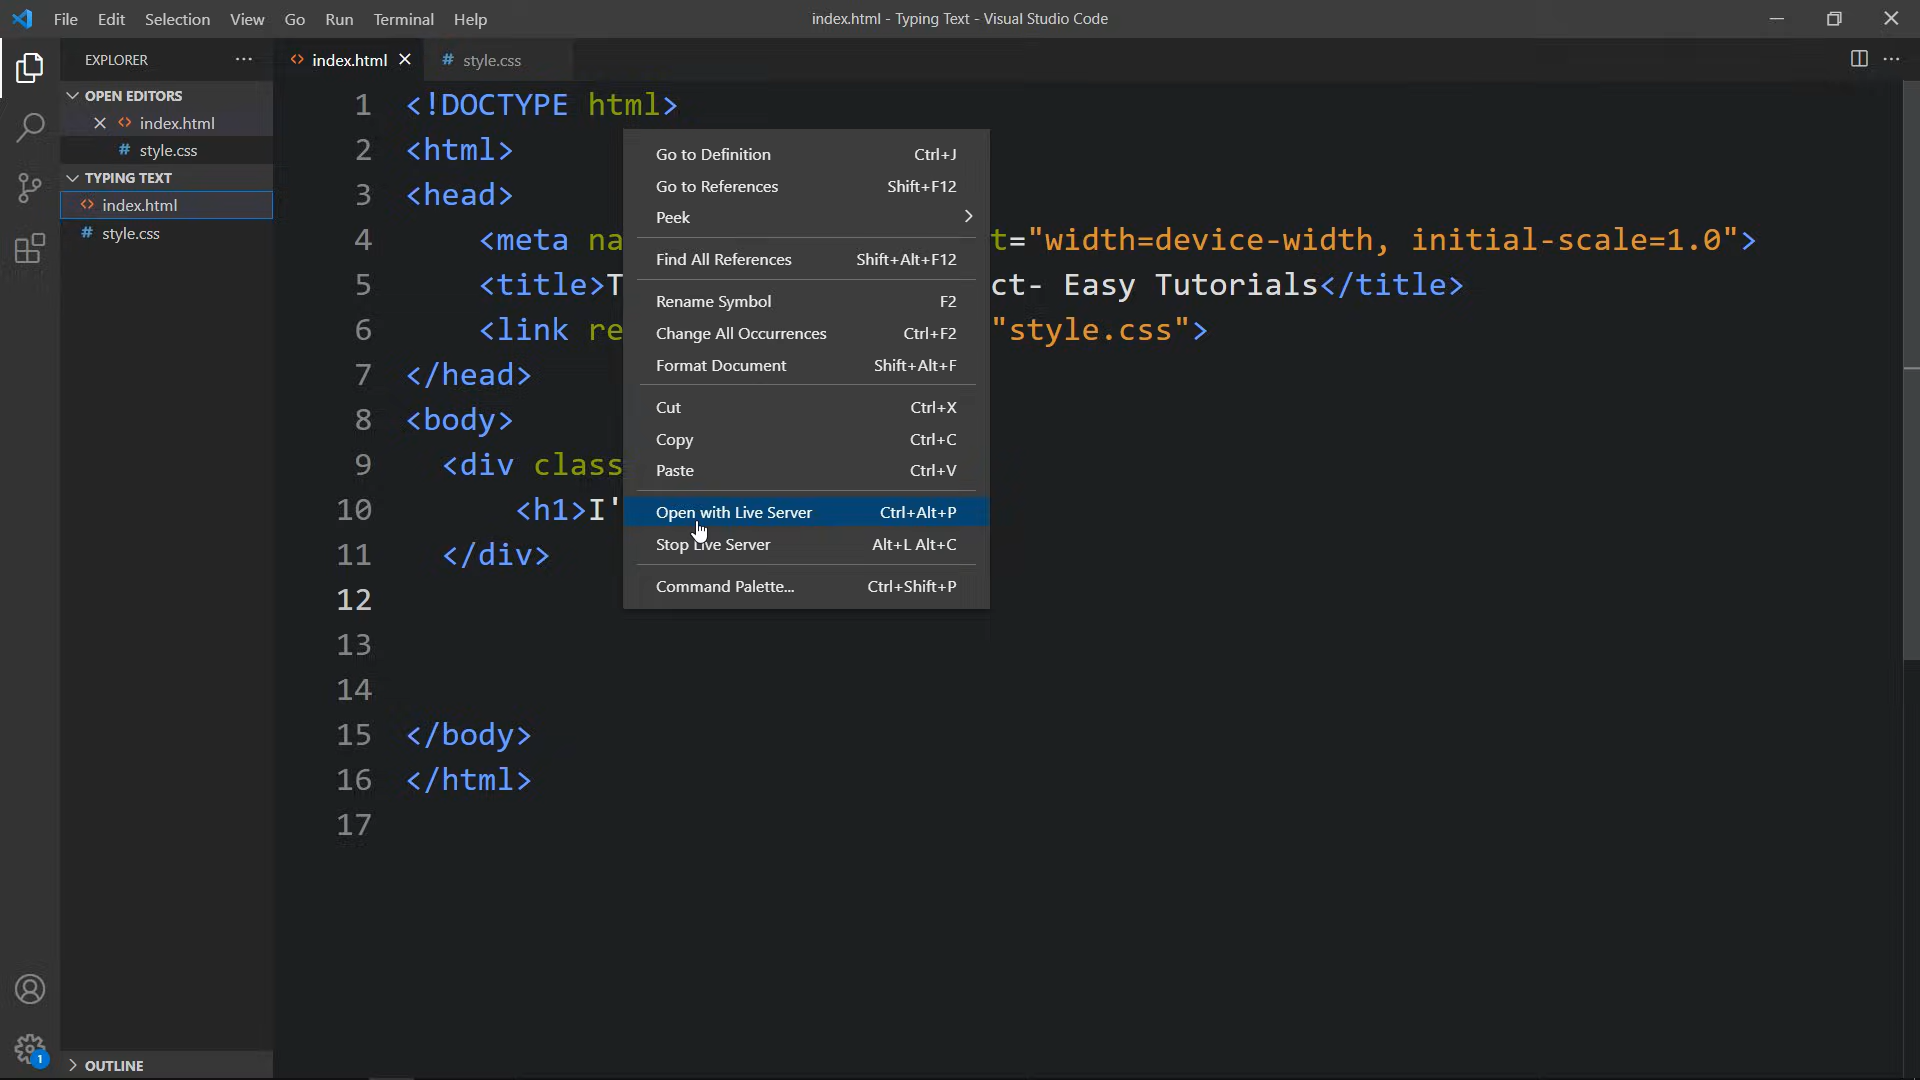 File Edit Selection View Go Run Terminal Help
index.html - Typing Text - Visual Studio Code
EXPLORER
OPEN EDITORS
index.html
# style.css
TYPING TEXT
<> index.html
# style.css
OUTLINE
1
<> index.html
# style.css
1 <!DOCTYPE html>
2 <html>
3 <head>
4 <meta na t="width=device-width, initial-scale=1.0">
5 <title>T ct- Easy Tutorials</title>
6 <link re "style.css">
7 </head>
8 <body>
9 <div class
10 <h1>I'
11 </div>
12
13
14
15 </body>
16 </html>
17
Go to Definition Ctrl+J
Go to References Shift+F12
Peek
Find All References Shift+Alt+F12
Rename Symbol F2
Change All Occurrences Ctrl+F2
Format Document Shift+Alt+F
Cut Ctrl+X
Copy Ctrl+C
Paste Ctrl+V
Open with Live Server Ctrl+Alt+P
Stop Live Server Alt+L Alt+C
Command Palette... Ctrl+Shift+P